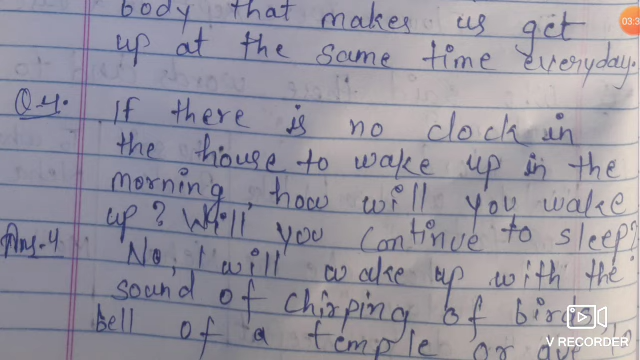 body that makes us get
up at the same time everyday.
Q.4. If there is no clock in
the house to wake up in the
morning, how will you wake
up? Will you continue to sleep?
Ans.4 No, I will wake up with the
sound of chirping of birds,
bell of a temple or
03:3
V RECORDER